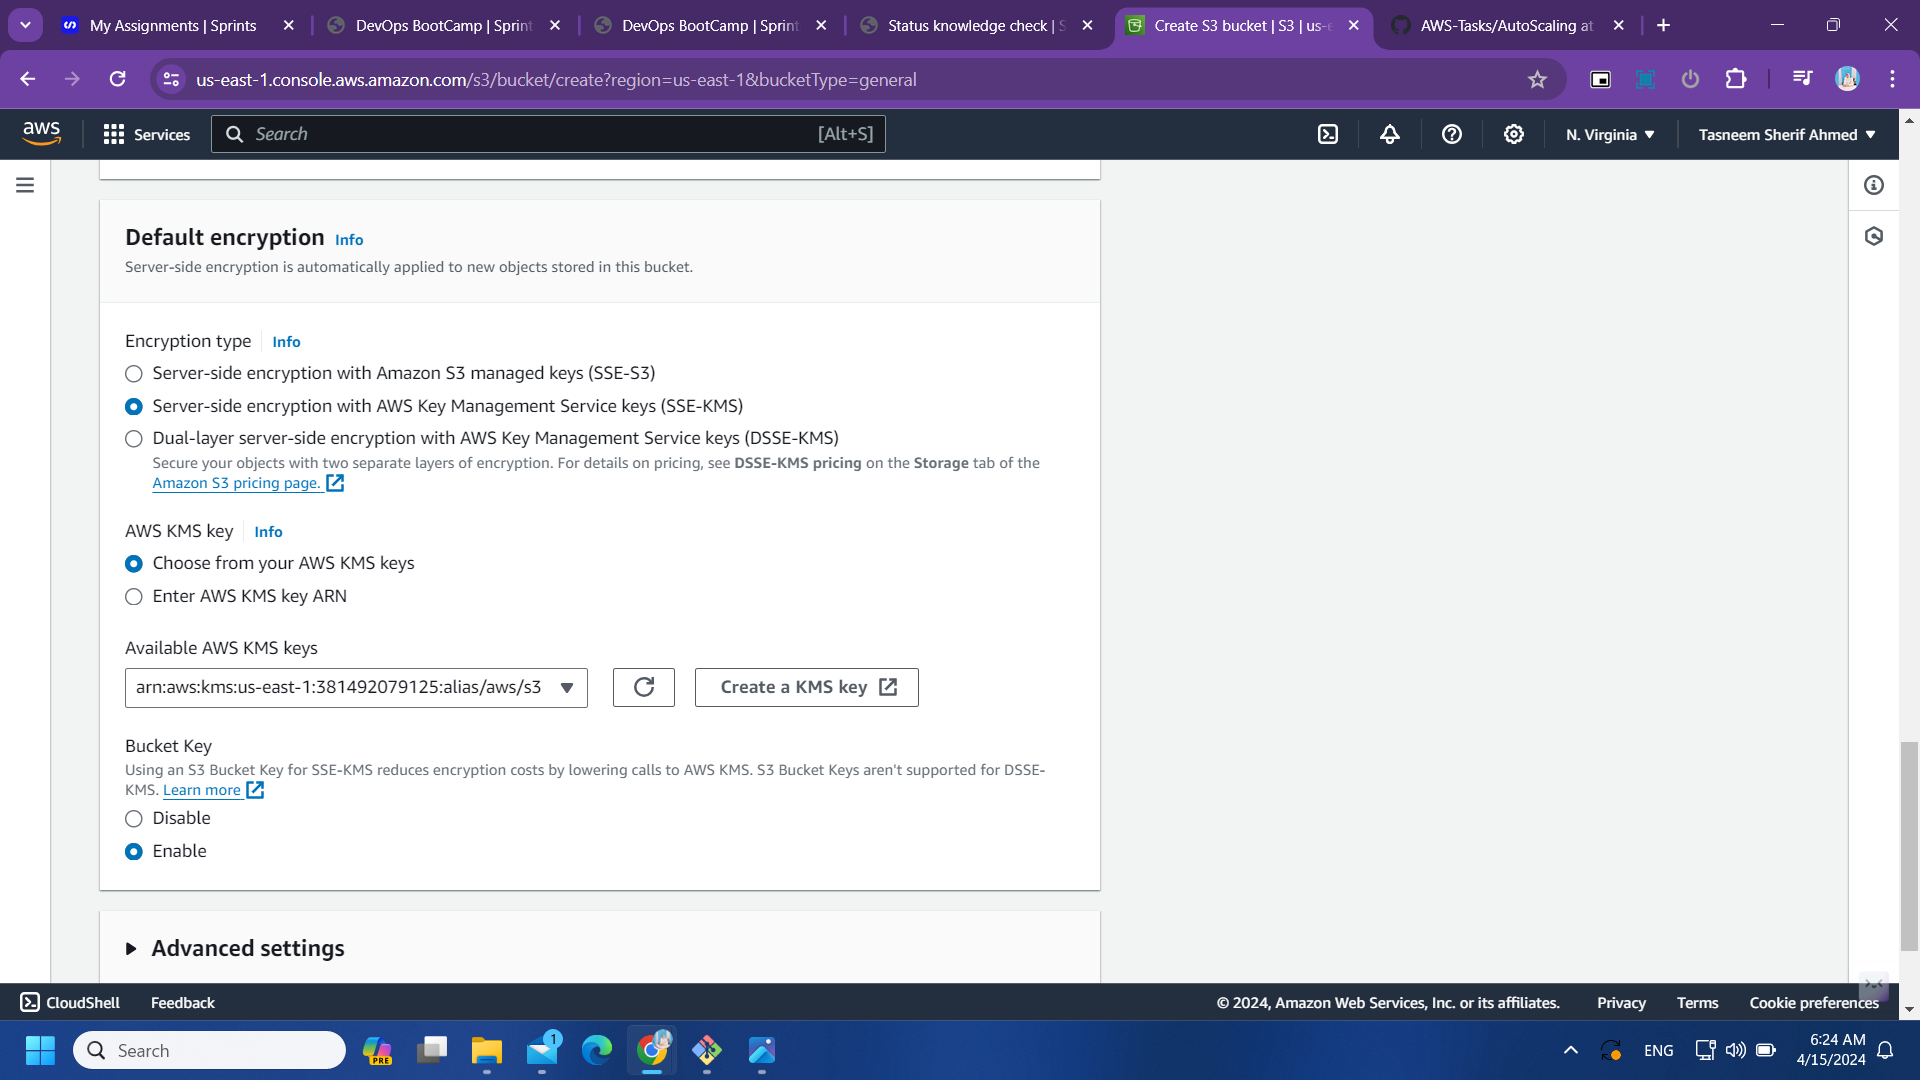 My Assignments | Sprints
DevOps BootCamp | Sprint
DevOps BootCamp | Sprint
Status knowledge check | S
Create S3 bucket | S3 | us-e
AWS-Tasks/AutoScaling at
us-east-1.console.aws.amazon.com/s3/bucket/create?region=us-east-1&bucketType=general
aws
Services
Search
[Alt+S]
N. Virginia
Tasneem Sherif Ahmed
Default encryption Info
Server-side encryption is automatically applied to new objects stored in this bucket.
Encryption type Info
Server-side encryption with Amazon S3 managed keys (SSE-S3)
Server-side encryption with AWS Key Management Service keys (SSE-KMS)
Dual-layer server-side encryption with AWS Key Management Service keys (DSSE-KMS)
Secure your objects with two separate layers of encryption. For details on pricing, see DSSE-KMS pricing on the Storage tab of the
Amazon S3 pricing page.
AWS KMS key Info
Choose from your AWS KMS keys
Enter AWS KMS key ARN
Available AWS KMS keys
arn:aws:kms:us-east-1:381492079125:alias/aws/s3
Create a KMS key
Bucket Key
Using an S3 Bucket Key for SSE-KMS reduces encryption costs by lowering calls to AWS KMS. S3 Bucket Keys aren't supported for DSSE-
KMS. Learn more
Disable
Enable
Advanced settings
CloudShell
Feedback
© 2024, Amazon Web Services, Inc. or its affiliates.
Privacy
Terms
Cookie preferences
Search
PRE
1
ENG
6:24 AM
4/15/2024